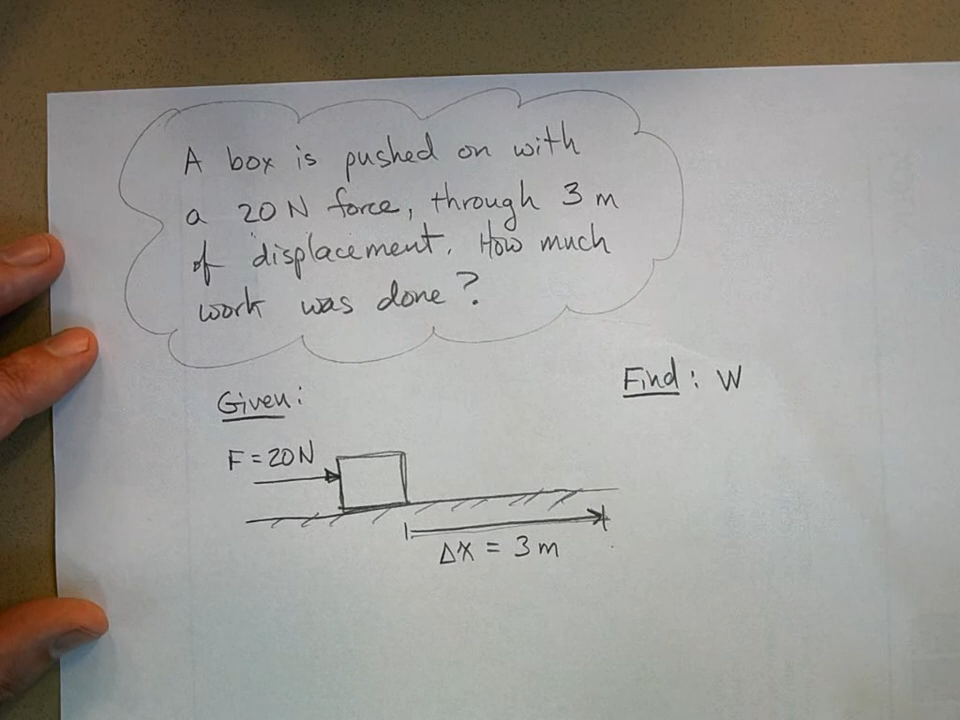 A box is pushed on with
a 20 N force, through 3 m
of displacement. How much
work was done?
Given:
Find: W
F = 20N
Δx = 3 m